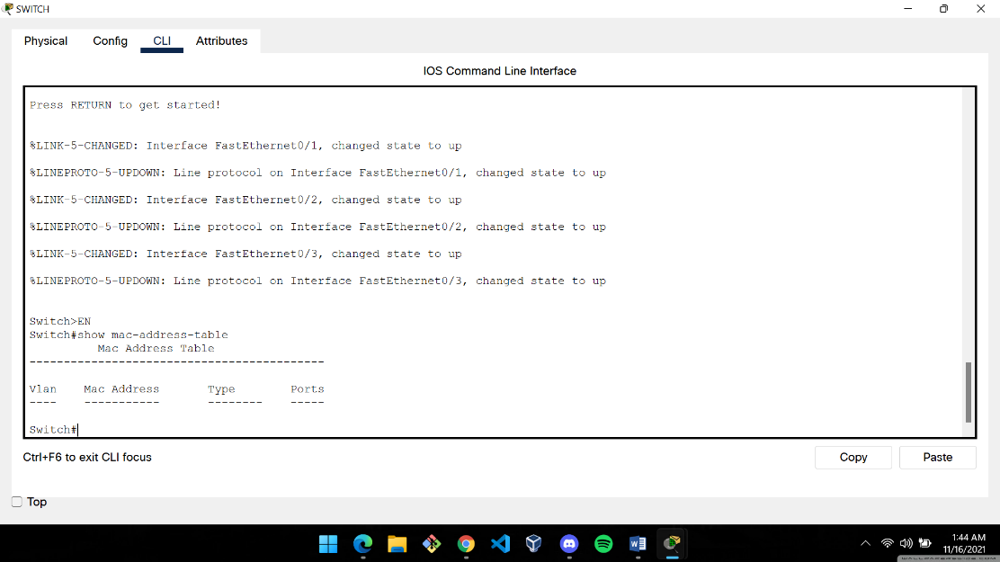 SWITCH
Physical Config CLI Attributes
IOS Command Line Interface
Press RETURN to get started!
%LINK-5-CHANGED: Interface FastEthernet0/1, changed state to up
%LINEPROTO-5-UPDOWN: Line protocol on Interface FastEthernet0/1, changed state to up
%LINK-5-CHANGED: Interface FastEthernet0/2, changed state to up
%LINEPROTO-5-UPDOWN: Line protocol on Interface FastEthernet0/2, changed state to up
%LINK-5-CHANGED: Interface FastEthernet0/3, changed state to up
%LINEPROTO-5-UPDOWN: Line protocol on Interface FastEthernet0/3, changed state to up
Switch>EN
Switch#show mac-address-table
Mac Address Table
-------------------------------------------
Vlan Mac Address Type Ports
---- ----------- -------- -----
Switch#
Ctrl+F6 to exit CLI focus
Copy Paste
Top
1:44 AM
11/16/2021